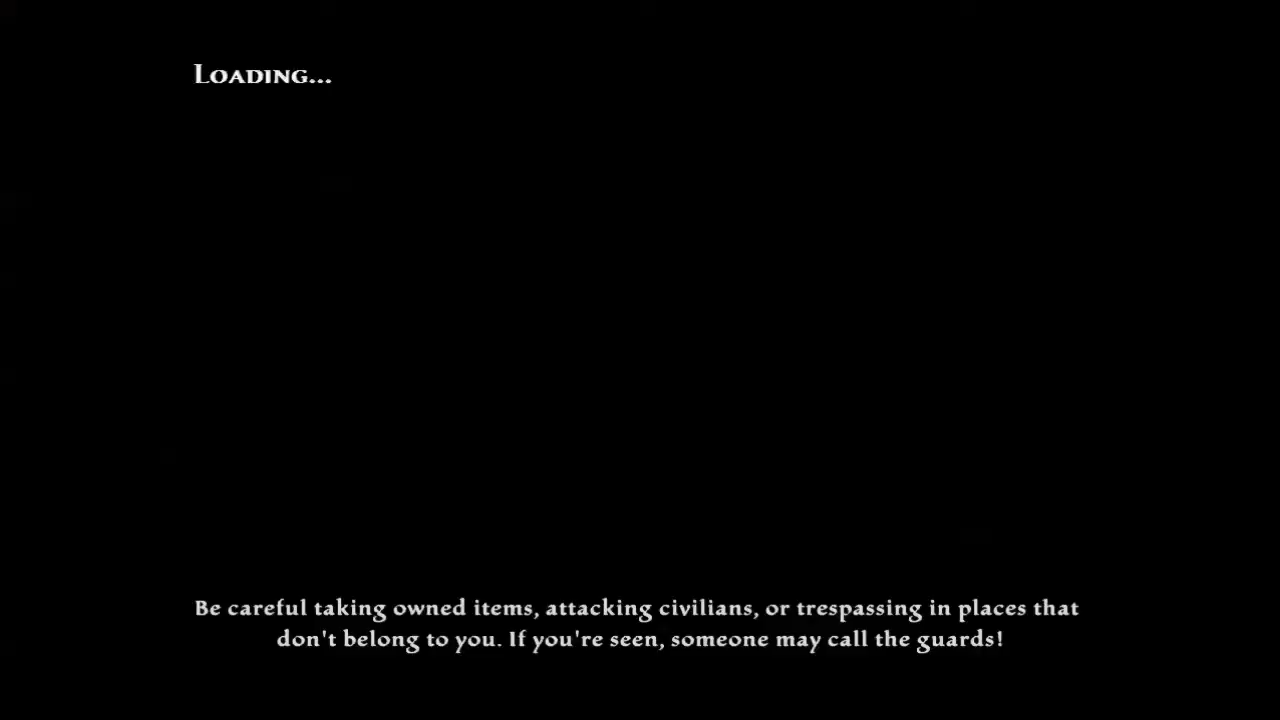 Loading...
Be careful taking owned items, attacking civilians, or trespassing in places that
don't belong to you. If you're seen, someone may call the guards!